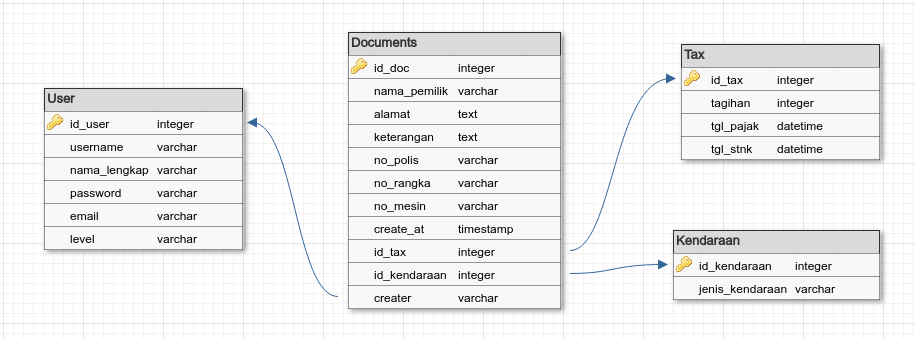 User
id_user integer
username varchar
nama_lengkap varchar
password varchar
email varchar
level varchar
Documents
id_doc integer
nama_pemilik varchar
alamat text
keterangan text
no_polis varchar
no_rangka varchar
no_mesin varchar
create_at timestamp
id_tax integer
id_kendaraan integer
creater varchar
Tax
id_tax integer
tagihan integer
tgl_pajak datetime
tgl_stnk datetime
Kendaraan
id_kendaraan integer
jenis_kendaraan varchar